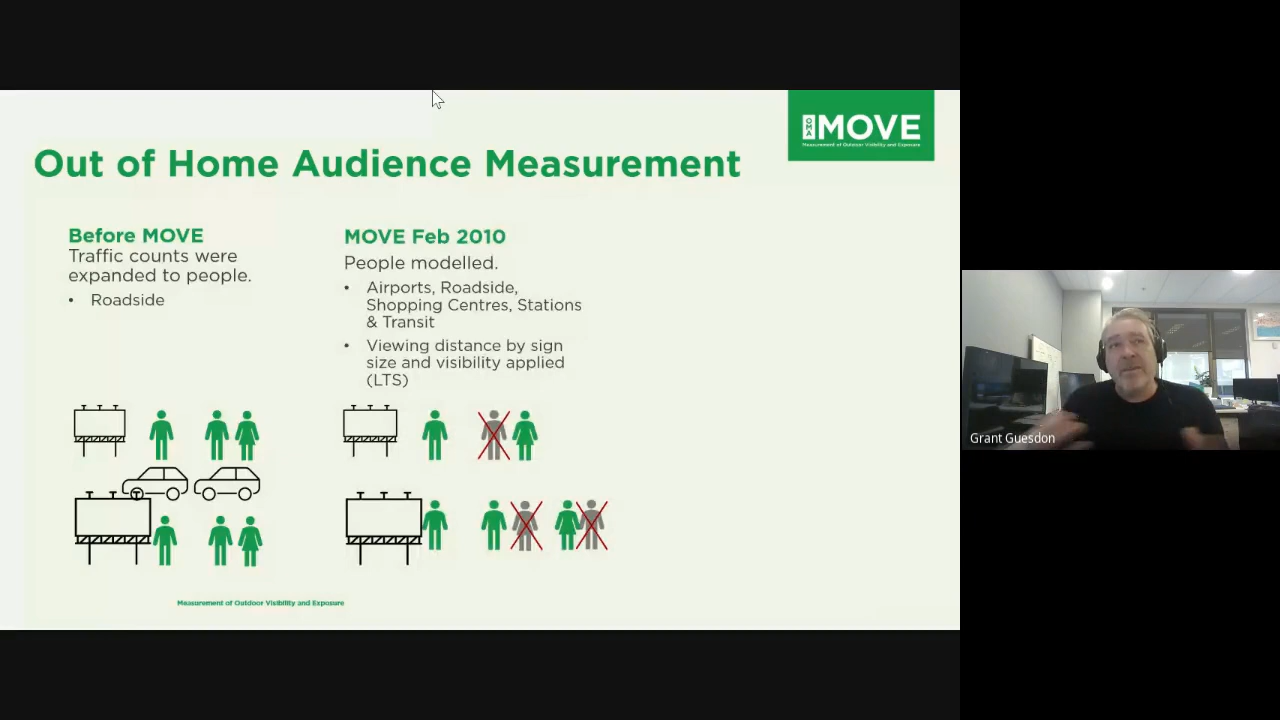 OMA MOVE
Measurement of Outdoor Visibility and Exposure
Out of Home Audience Measurement
Before MOVE
Traffic counts were
expanded to people.
• Roadside
MOVE Feb 2010
People modelled.
• Airports, Roadside,
Shopping Centres, Stations
& Transit
• Viewing distance by sign
size and visibility applied
(LTS)
Measurement of Outdoor Visibility and Exposure
Grant Guesdon